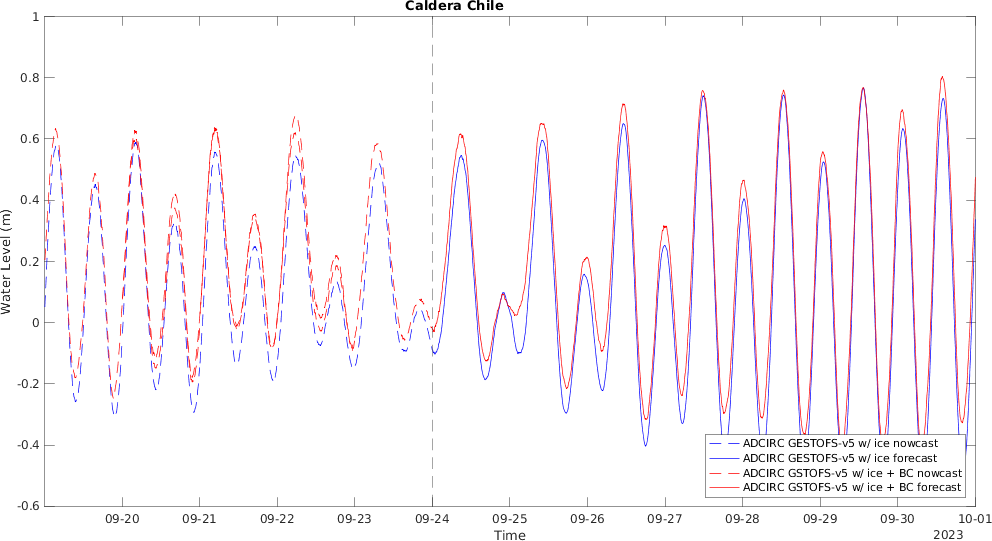 Caldera Chile
1
0.8
0.6
0.4
0.2
0
-0.2
-0.4
-0.6
Water Level (m)
ADCIRC GESTOFS-v5 w/ ice nowcast
ADCIRC GESTOFS-v5 w/ ice forecast
ADCIRC GSTOFS-v5 w/ ice + BC nowcast
ADCIRC GSTOFS-v5 w/ ice + BC forecast
09-20 09-21 09-22 09-23 09-24 09-25 09-26 09-27 09-28 09-29 09-30 10-01
Time
2023